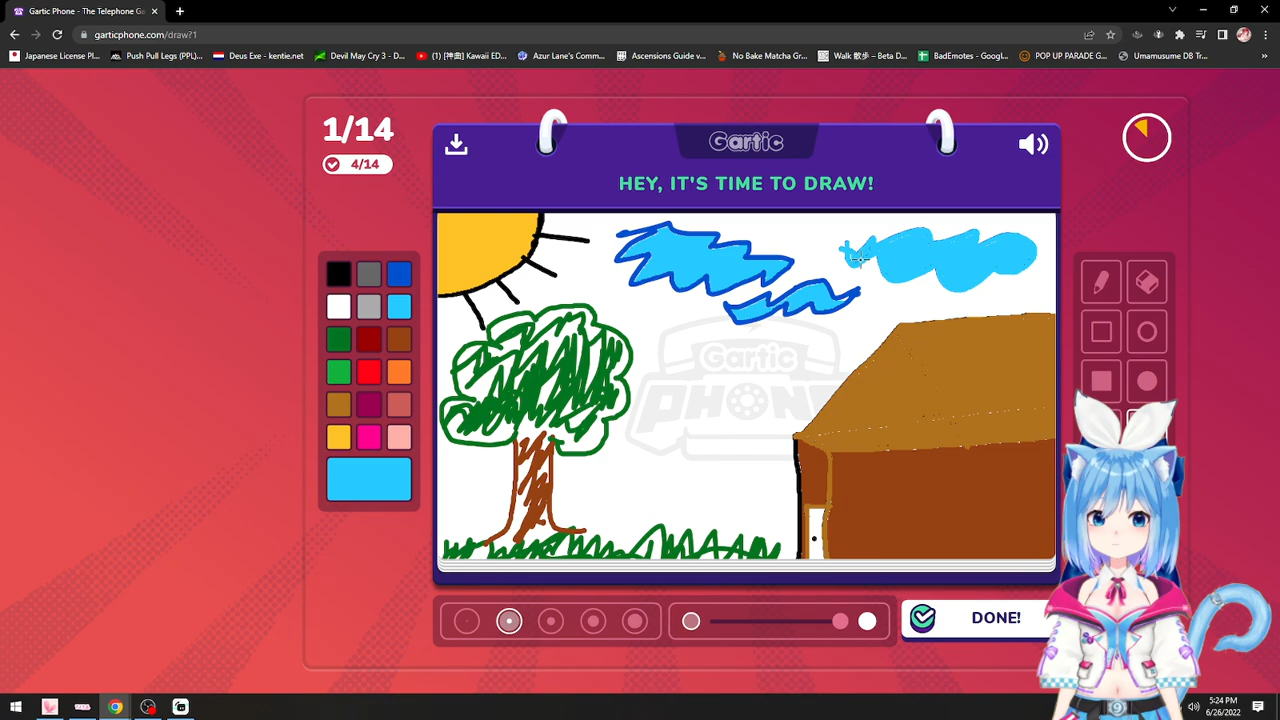 Gartic Phone - The Telephone Ga
garticphone.com/draw?1
Japanese License Pl...
Push Pull Legs (PPL)...
Deus Exe - kentie.net
Devil May Cry 3 - D...
(1) [神曲] Kawaii ED...
Azur Lane's Comm...
Ascensions Guide v...
No Bake Matcha Gr...
Walk 散歩 – Beta D...
BadEmotes - Googl...
POP UP PARADE G...
Umamusume DB Tr...
1/14
4/14
Gartic
HEY, IT'S TIME TO DRAW!
Gartic
PHON
DONE!
5:24 PM
6/26/2022